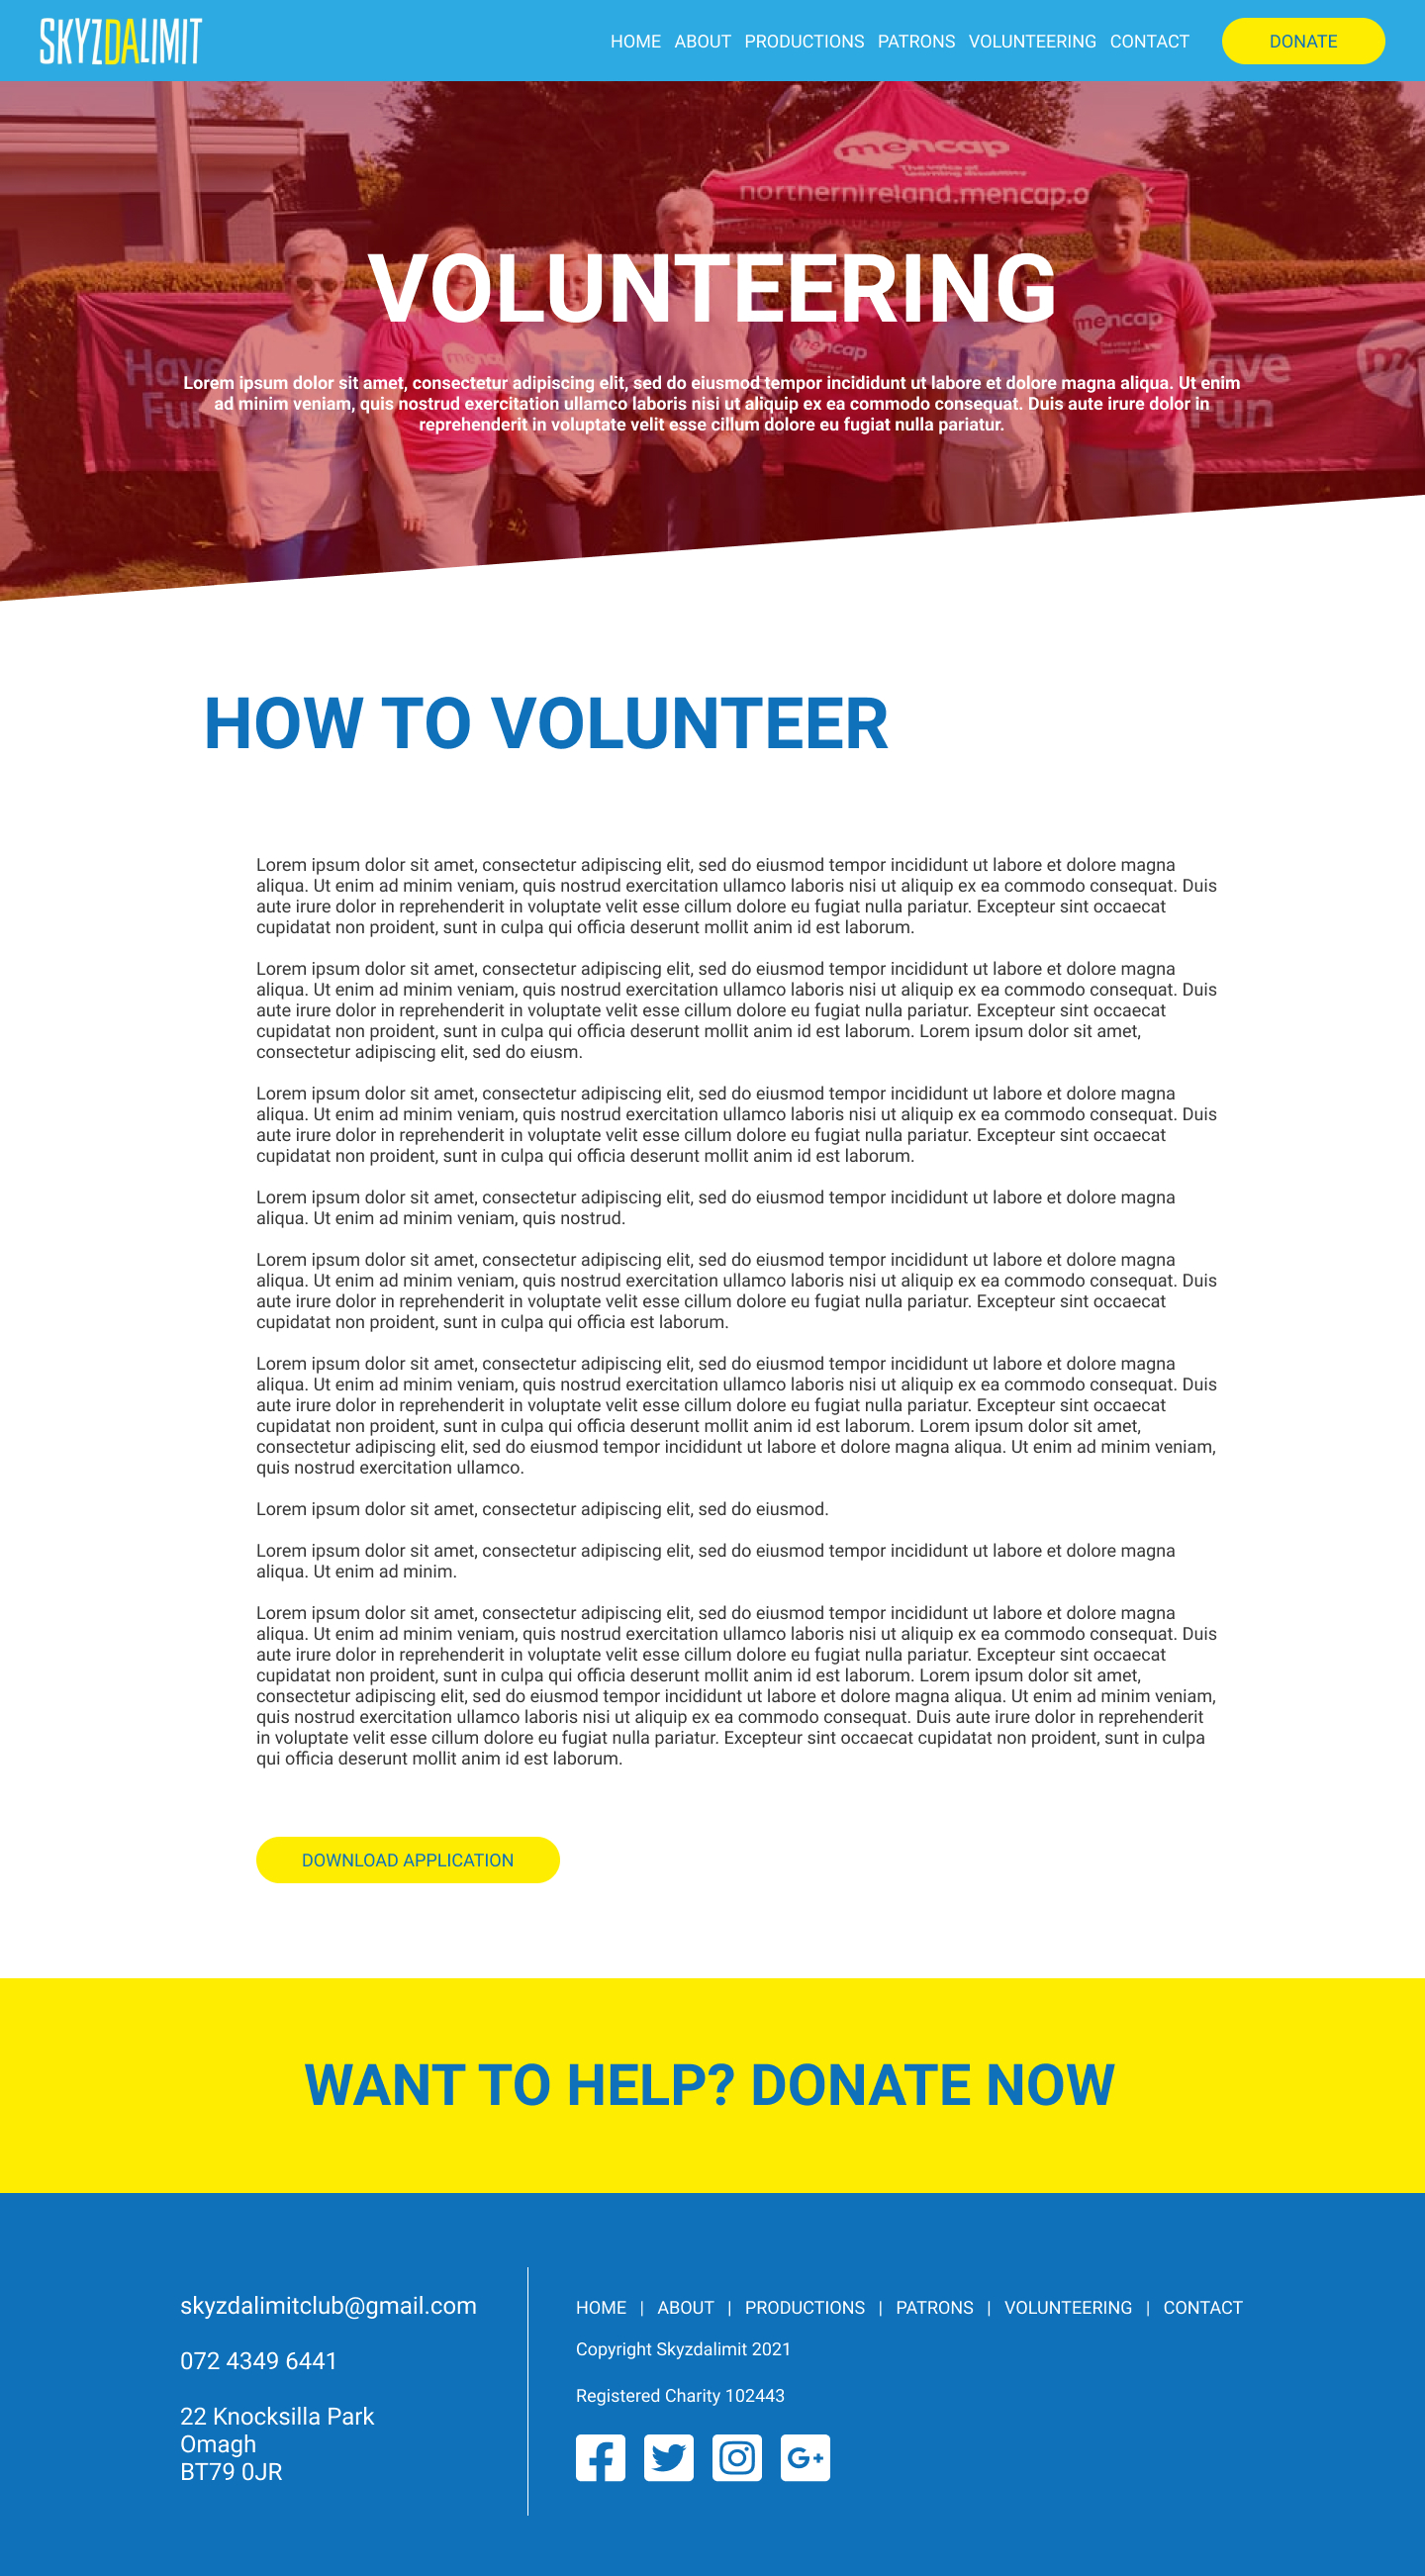 SKYZDALIMIT
HOME ABOUT PRODUCTIONS PATRONS VOLUNTEERING CONTACT DONATE
mencap
The voice of
learning disability
northernireland.mencap.o k
VOLUNTEERING
mencap
mencap
mencap
The voice of
learning
Have
Fun
ave
un
Lorem ipsum dolor sit amet, consectetur adipiscing elit, sed do eiusmod tempor incididunt ut labore et dolore magna aliqua. Ut enim
ad minim veniam, quis nostrud exercitation ullamco laboris nisi ut aliquip ex ea commodo consequat. Duis aute irure dolor in
reprehenderit in voluptate velit esse cillum dolore eu fugiat nulla pariatur.
HOW TO VOLUNTEER
Lorem ipsum dolor sit amet, consectetur adipiscing elit, sed do eiusmod tempor incididunt ut labore et dolore magna
aliqua. Ut enim ad minim veniam, quis nostrud exercitation ullamco laboris nisi ut aliquip ex ea commodo consequat. Duis
aute irure dolor in reprehenderit in voluptate velit esse cillum dolore eu fugiat nulla pariatur. Excepteur sint occaecat
cupidatat non proident, sunt in culpa qui officia deserunt mollit anim id est laborum.
Lorem ipsum dolor sit amet, consectetur adipiscing elit, sed do eiusmod tempor incididunt ut labore et dolore magna
aliqua. Ut enim ad minim veniam, quis nostrud exercitation ullamco laboris nisi ut aliquip ex ea commodo consequat. Duis
aute irure dolor in reprehenderit in voluptate velit esse cillum dolore eu fugiat nulla pariatur. Excepteur sint occaecat
cupidatat non proident, sunt in culpa qui officia deserunt mollit anim id est laborum. Lorem ipsum dolor sit amet,
consectetur adipiscing elit, sed do eiusm.
Lorem ipsum dolor sit amet, consectetur adipiscing elit, sed do eiusmod tempor incididunt ut labore et dolore magna
aliqua. Ut enim ad minim veniam, quis nostrud exercitation ullamco laboris nisi ut aliquip ex ea commodo consequat. Duis
aute irure dolor in reprehenderit in voluptate velit esse cillum dolore eu fugiat nulla pariatur. Excepteur sint occaecat
cupidatat non proident, sunt in culpa qui officia deserunt mollit anim id est laborum.
Lorem ipsum dolor sit amet, consectetur adipiscing elit, sed do eiusmod tempor incididunt ut labore et dolore magna
aliqua. Ut enim ad minim veniam, quis nostrud.
Lorem ipsum dolor sit amet, consectetur adipiscing elit, sed do eiusmod tempor incididunt ut labore et dolore magna
aliqua. Ut enim ad minim veniam, quis nostrud exercitation ullamco laboris nisi ut aliquip ex ea commodo consequat. Duis
aute irure dolor in reprehenderit in voluptate velit esse cillum dolore eu fugiat nulla pariatur. Excepteur sint occaecat
cupidatat non proident, sunt in culpa qui officia est laborum.
Lorem ipsum dolor sit amet, consectetur adipiscing elit, sed do eiusmod tempor incididunt ut labore et dolore magna
aliqua. Ut enim ad minim veniam, quis nostrud exercitation ullamco laboris nisi ut aliquip ex ea commodo consequat. Duis
aute irure dolor in reprehenderit in voluptate velit esse cillum dolore eu fugiat nulla pariatur. Excepteur sint occaecat
cupidatat non proident, sunt in culpa qui officia deserunt mollit anim id est laborum. Lorem ipsum dolor sit amet,
consectetur adipiscing elit, sed do eiusmod tempor incididunt ut labore et dolore magna aliqua. Ut enim ad minim veniam,
quis nostrud exercitation ullamco.
Lorem ipsum dolor sit amet, consectetur adipiscing elit, sed do eiusmod.
Lorem ipsum dolor sit amet, consectetur adipiscing elit, sed do eiusmod tempor incididunt ut labore et dolore magna
aliqua. Ut enim ad minim.
Lorem ipsum dolor sit amet, consectetur adipiscing elit, sed do eiusmod tempor incididunt ut labore et dolore magna
aliqua. Ut enim ad minim veniam, quis nostrud exercitation ullamco laboris nisi ut aliquip ex ea commodo consequat. Duis
aute irure dolor in reprehenderit in voluptate velit esse cillum dolore eu fugiat nulla pariatur. Excepteur sint occaecat
cupidatat non proident, sunt in culpa qui officia deserunt mollit anim id est laborum. Lorem ipsum dolor sit amet,
consectetur adipiscing elit, sed do eiusmod tempor incididunt ut labore et dolore magna aliqua. Ut enim ad minim veniam,
quis nostrud exercitation ullamco laboris nisi ut aliquip ex ea commodo consequat. Duis aute irure dolor in reprehenderit
in voluptate velit esse cillum dolore eu fugiat nulla pariatur. Excepteur sint occaecat cupidatat non proident, sunt in culpa
qui officia deserunt mollit anim id est laborum.
DOWNLOAD APPLICATION
WANT TO HELP? DONATE NOW
skyzdalimitclub@gmail.com
072 4349 6441
22 Knocksilla Park
Omagh
BT79 0JR
HOME | ABOUT | PRODUCTIONS | PATRONS | VOLUNTEERING | CONTACT
Copyright Skyzdalimit 2021
Registered Charity 102443